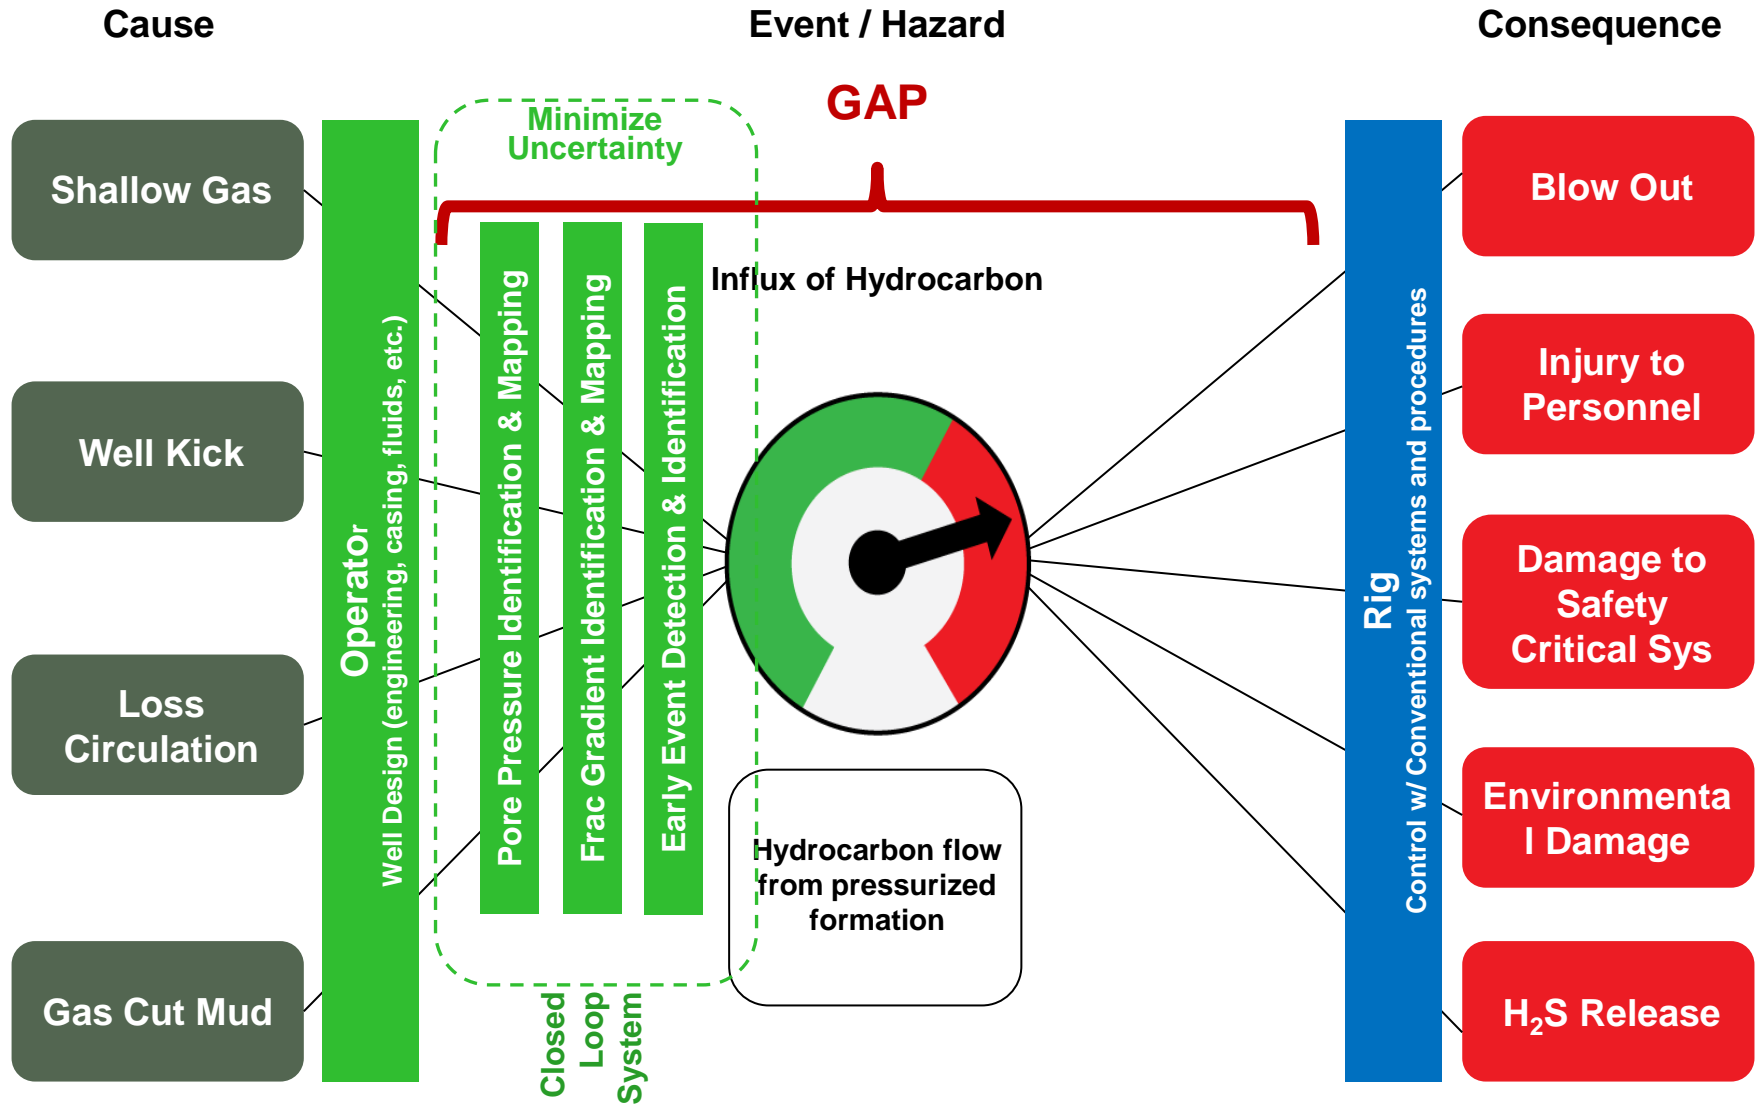 Cause
Event / Hazard
Consequence
GAP
Minimize
Uncertainty
Shallow Gas
Well Kick
Loss
Circulation
Gas Cut Mud
Operator
Well Design (engineering, casing, fluids, etc.)
Pore Pressure Identification & Mapping
Frac Gradient Identification & Mapping
Early Event Detection & Identification
Closed
Loop
System
Influx of Hydrocarbon
Hydrocarbon flow
from pressurized
formation
Rig
Control w/ Conventional systems and procedures
Blow Out
Injury to
Personnel
Damage to
Safety
Critical Sys
Environmenta
l Damage
H₂S Release